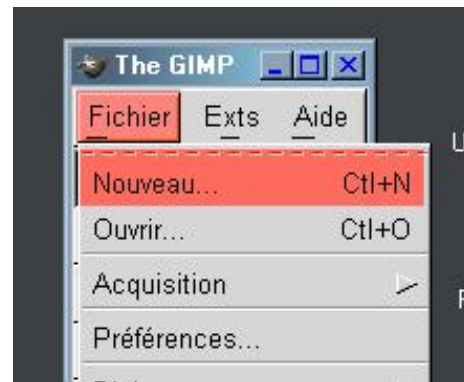 The GIMP
Fichier Exts Aide
Nouveau... Ctl+N
Ouvrir... Ctl+O
Acquisition
Préférences...